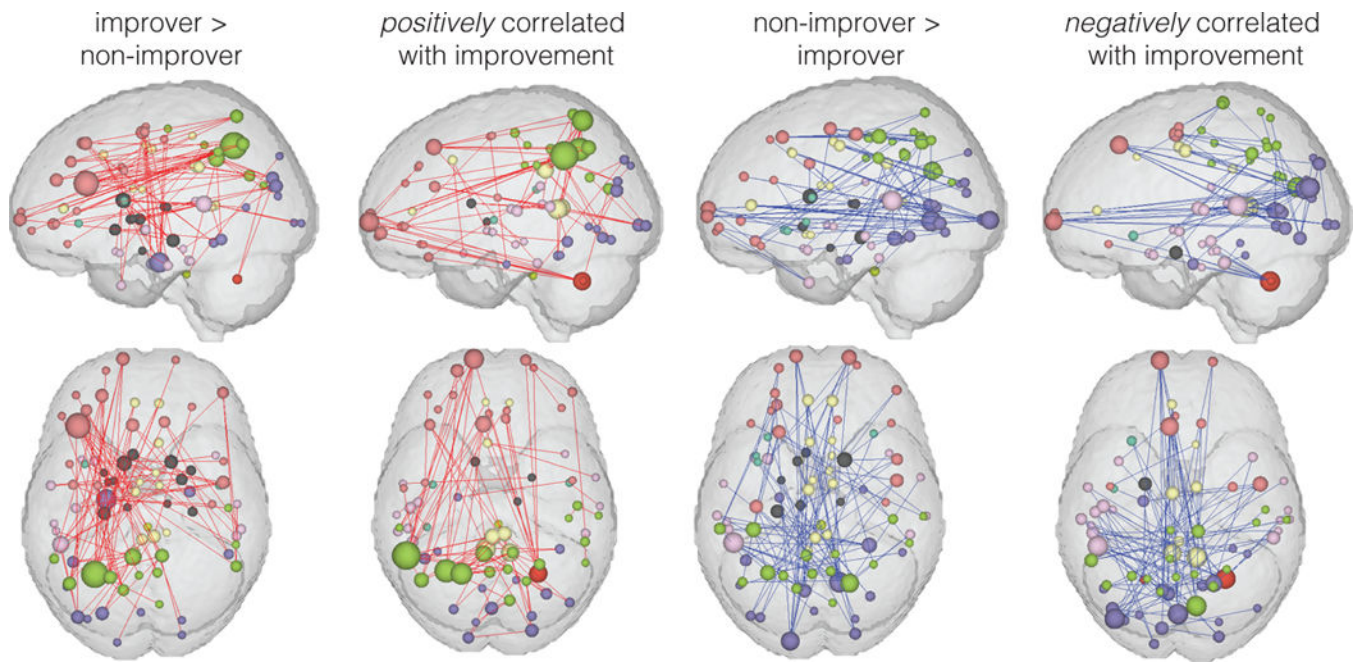 improver >
non-improver
positively correlated
with improvement
non-improver >
improver
negatively correlated
with improvement